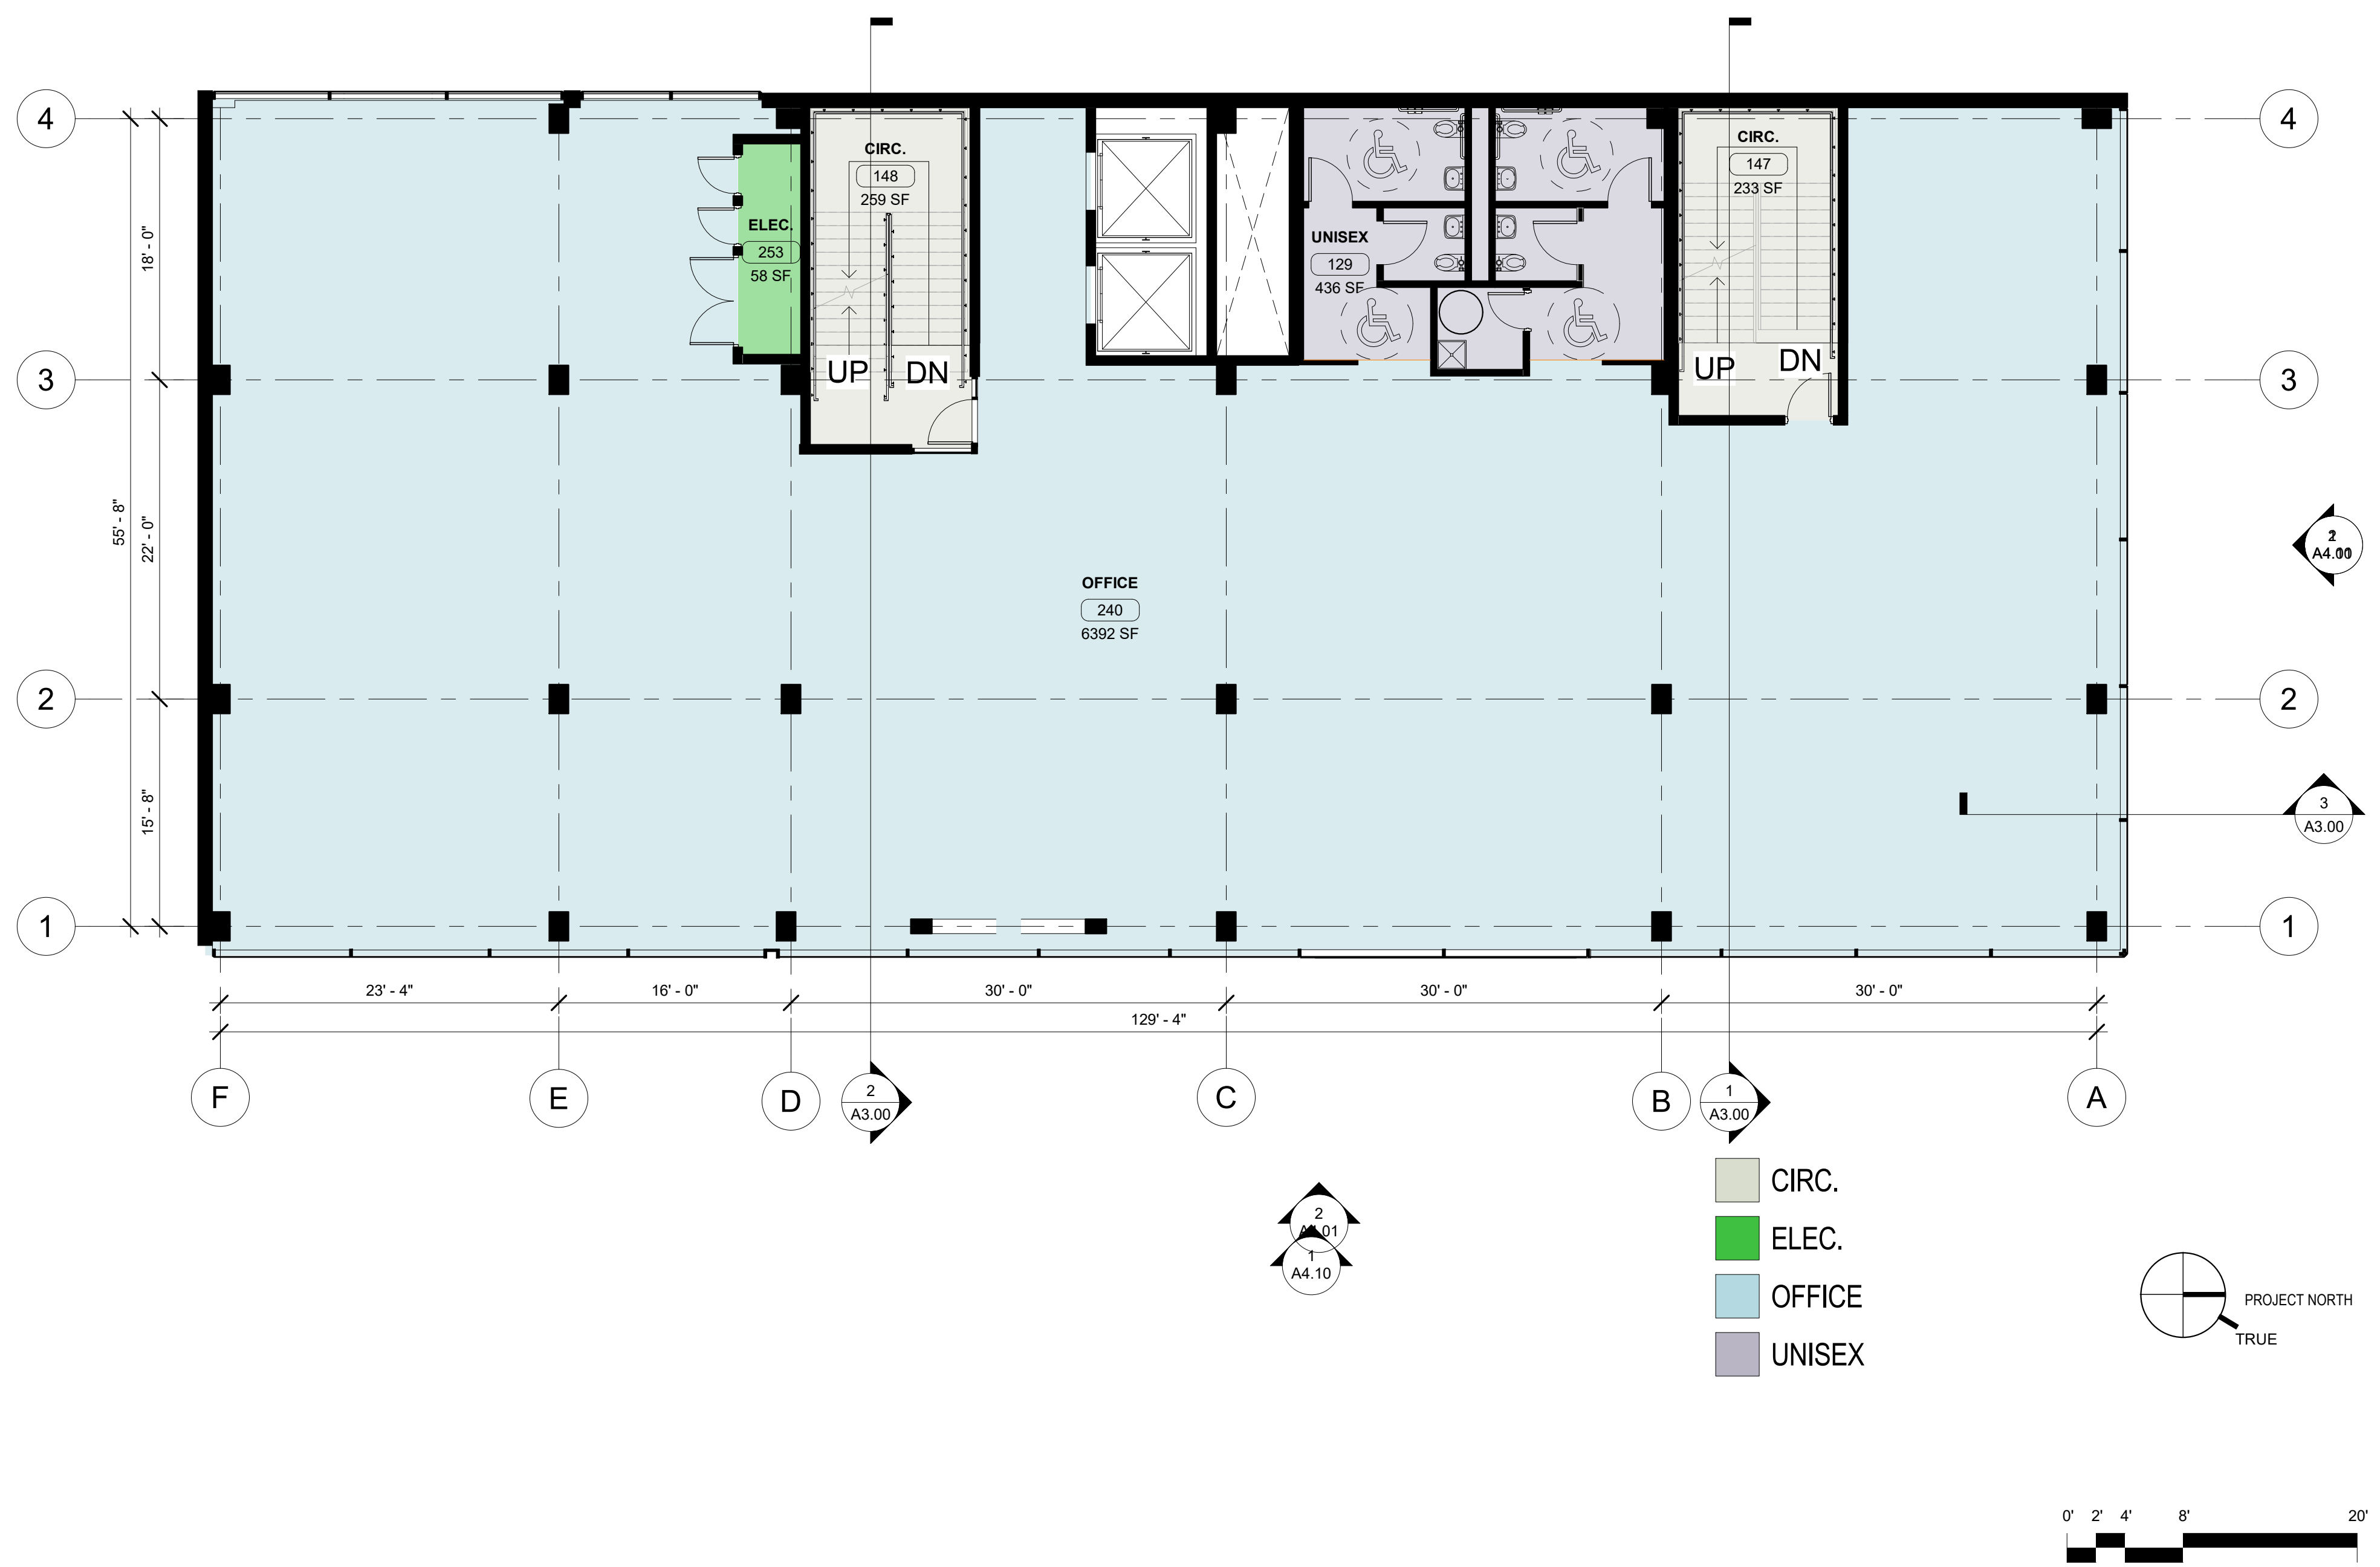 4
4
CIRC.
148
259 SF
CIRC.
147
233 SF
ELEC.
253
58 SF
UNISEX
129
436 SF
18' - 0"
UP
DN
UP
DN
3
3
55' - 8"
22' - 0"
OFFICE
240
6392 SF
2
2
15' - 8"
3
A3.00
1
1
23' - 4"
16' - 0"
30' - 0"
30' - 0"
30' - 0"
129' - 4"
F
E
D
C
B
A
2
A3.00
1
A3.00
2
1
A4.10
CIRC.
ELEC.
OFFICE
UNISEX
PROJECT NORTH
TRUE
0' 2' 4' 8' 20'